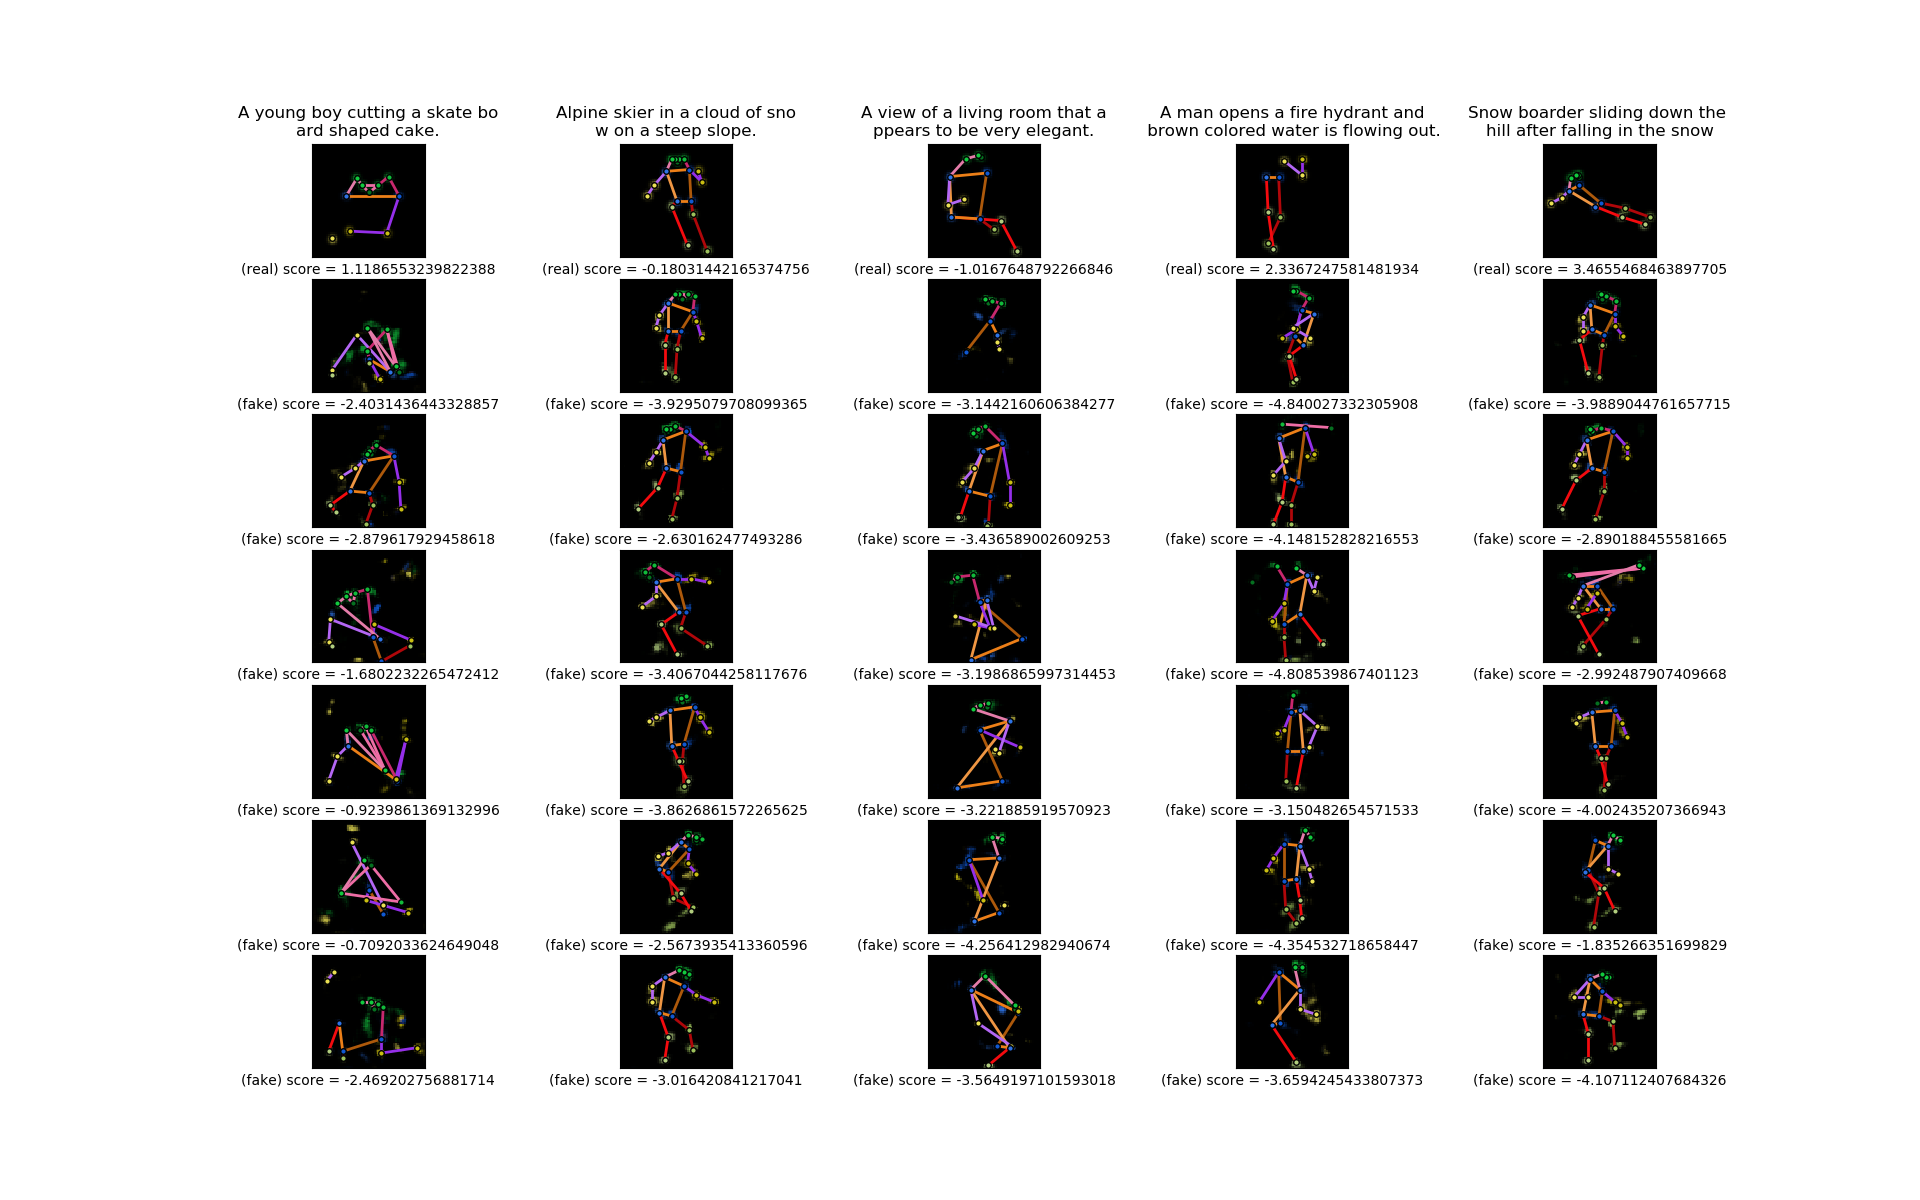 A young boy cutting a skate bo
ard shaped cake.
Alpine skier in a cloud of sno
w on a steep slope.
A view of a living room that a
ppears to be very elegant.
A man opens a fire hydrant and
brown colored water is flowing out.
Snow boarder sliding down the
hill after falling in the snow
(real) score = 1.1186553239822388
(real) score = -0.18031442165374756
(real) score = -1.0167648792266846
(real) score = 2.3367247581481934
(real) score = 3.4655468463897705
(fake) score = -2.4031436443328857
(fake) score = -3.9295079708099365
(fake) score = -3.1442160606384277
(fake) score = -4.840027332305908
(fake) score = -3.9889044761657715
(fake) score = -2.879617929458618
(fake) score = -2.630162477493286
(fake) score = -3.436589002609253
(fake) score = -4.148152828216553
(fake) score = -2.890188455581665
(fake) score = -1.6802232265472412
(fake) score = -3.4067044258117676
(fake) score = -3.1986865997314453
(fake) score = -4.808539867401123
(fake) score = -2.992487907409668
(fake) score = -0.9239861369132996
(fake) score = -3.8626861572265625
(fake) score = -3.221885919570923
(fake) score = -3.150482654571533
(fake) score = -4.002435207366943
(fake) score = -0.7092033624649048
(fake) score = -2.5673935413360596
(fake) score = -4.256412982940674
(fake) score = -4.354532718658447
(fake) score = -1.835266351699829
(fake) score = -2.469202756881714
(fake) score = -3.016420841217041
(fake) score = -3.5649197101593018
(fake) score = -3.6594245433807373
(fake) score = -4.107112407684326